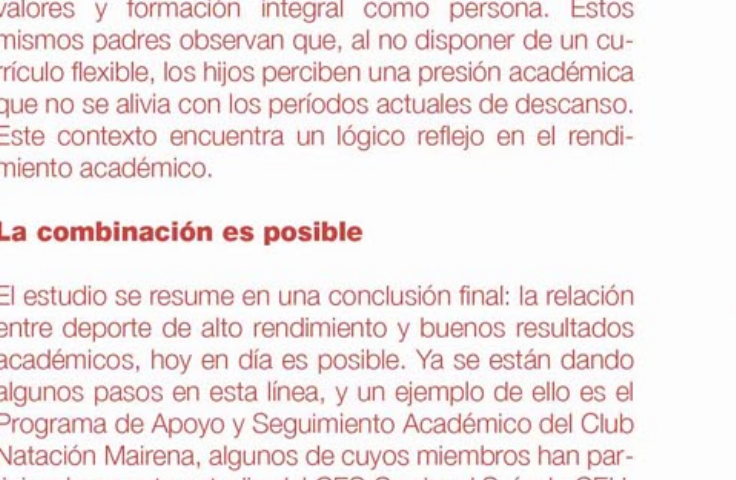 valores y formación integral como persona. Estos
mismos padres observan que, al no disponer de un cu-
rrículo flexible, los hijos perciben una presión académica
que no se alivia con los períodos actuales de descanso.
Este contexto encuentra un lógico reflejo en el rendi-
miento académico.
La combinación es posible
El estudio se resume en una conclusión final: la relación
entre deporte de alto rendimiento y buenos resultados
académicos, hoy en día es posible. Ya se están dando
algunos pasos en esta línea, y un ejemplo de ello es el
Programa de Apoyo y Seguimiento Académico del Club
Natación Mairena, algunos de cuyos miembros han par-